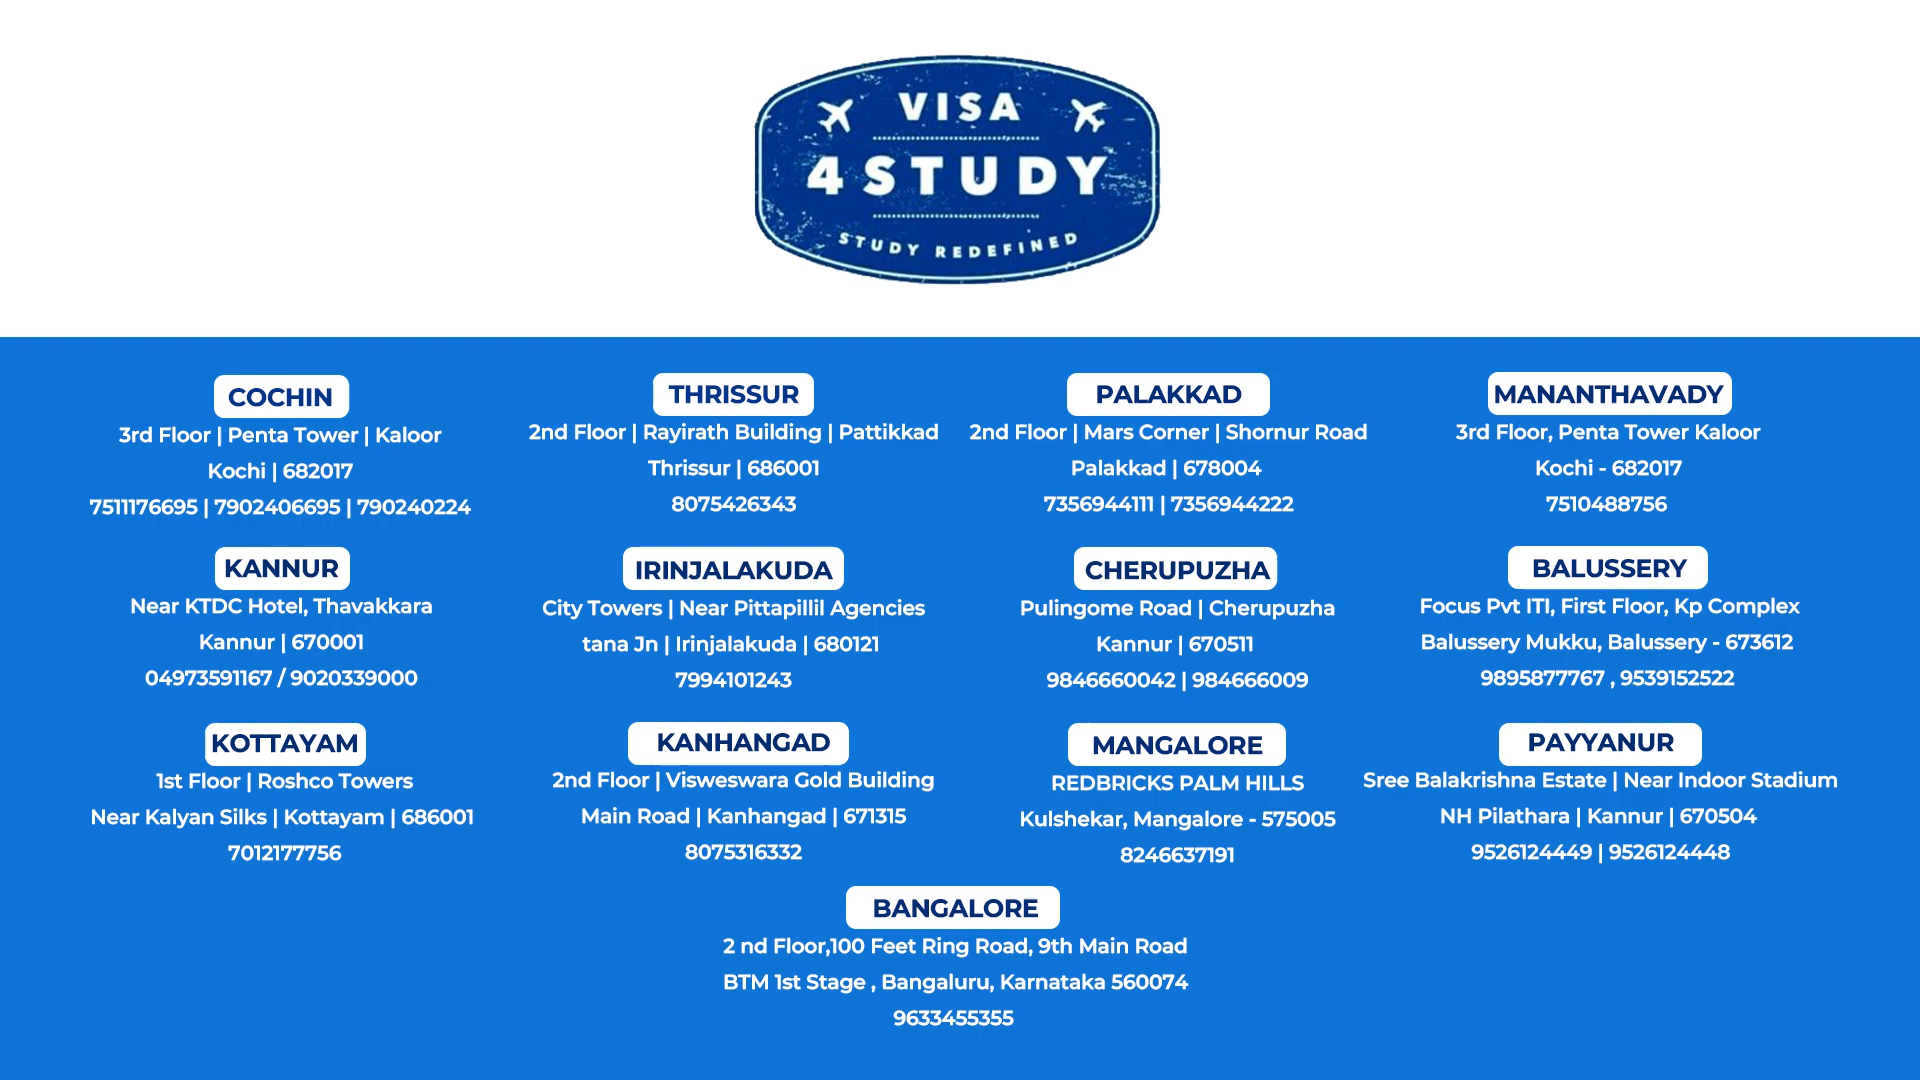 VISA
4STUDY
STUDY REDEFINED
COCHIN
3rd Floor | Penta Tower | Kaloor
Kochi | 682017
7511176695 | 7902406695 | 790240224
THRISSUR
2nd Floor | Rayirath Building | Pattikkad
Thrissur | 686001
8075426343
PALAKKAD
2nd Floor | Mars Corner | Shornur Road
Palakkad | 678004
7356944111 | 7356944222
MANANTHAVADY
3rd Floor, Penta Tower Kaloor
Kochi - 682017
7510488756
KANNUR
Near KTDC Hotel, Thavakkara
Kannur | 670001
04973591167 / 9020339000
IRINJALAKUDA
City Towers | Near Pittapillil Agencies
tana Jn | Irinjalakuda | 680121
7994101243
CHERUPUZHA
Pulingome Road | Cherupuzha
Kannur | 670511
9846660042 | 984666009
BALUSSERY
Focus Pvt ITI, First Floor, Kp Complex
Balussery Mukku, Balussery - 673612
9895877767 , 9539152522
KOTTAYAM
1st Floor | Roshco Towers
Near Kalyan Silks | Kottayam | 686001
7012177756
KANHANGAD
2nd Floor | Visweswara Gold Building
Main Road | Kanhangad | 671315
8075316332
MANGALORE
REDBRICKS PALM HILLS
Kulshekar, Mangalore - 575005
8246637191
PAYYANUR
Sree Balakrishna Estate | Near Indoor Stadium
NH Pilathara | Kannur | 670504
9526124449 | 9526124448
BANGALORE
2 nd Floor,100 Feet Ring Road, 9th Main Road
BTM 1st Stage , Bangaluru, Karnataka 560074
9633455355